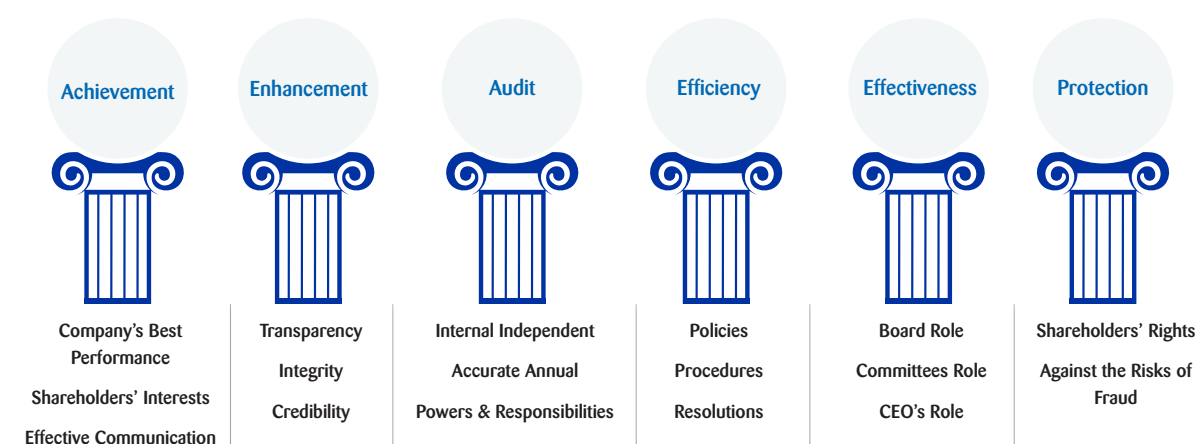 Achievement
Enhancement
Audit
Efficiency
Effectiveness
Protection
Company's Best
Performance
Shareholders' Interests
Effective Communication
Transparency
Integrity
Credibility
Internal Independent
Accurate Annual
Powers & Responsibilities
Policies
Procedures
Resolutions
Board Role
Committees Role
CEO's Role
Shareholders' Rights
Against the Risks of
Fraud